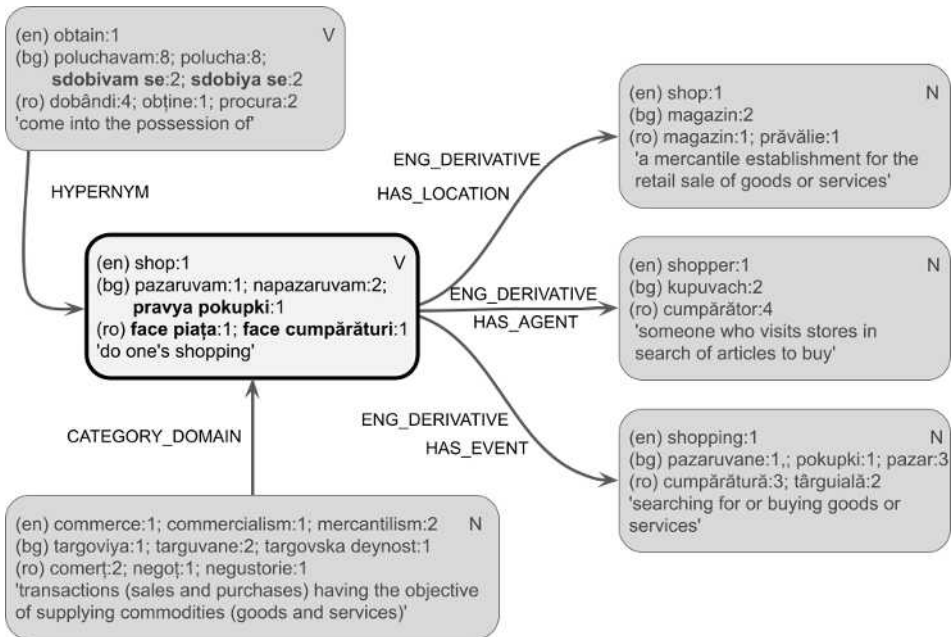 (en) obtain:1 V
(bg) poluchavam:8; polucha:8;
sdobivam se:2; sdobiya se:2
(ro) dobândi:4; obține:1; procura:2
'come into the possession of'
HYPERNYM
(en) shop:1 V
(bg) pazaruvam:1; napazaruvam:2;
pravya pokupki:1
(ro) face piața:1; face cumpărături:1
'do one's shopping'
CATEGORY_DOMAIN
(en) commerce:1; commercialism:1; mercantilism:2 N
(bg) targoviya:1; targuvane:2; targovska deynost:1
(ro) comerț:2; negoț:1; negustorie:1
'transactions (sales and purchases) having the objective
of supplying commodities (goods and services)'
ENG_DERIVATIVE
HAS_LOCATION
(en) shop:1 N
(bg) magazin:2
(ro) magazin:1; prăvălie:1
'a mercantile establishment for the
retail sale of goods or services'
ENG_DERIVATIVE
HAS_AGENT
(en) shopper:1 N
(bg) kupuvach:2
(ro) cumpărător:4
'someone who visits stores in
search of articles to buy'
ENG_DERIVATIVE
HAS_EVENT
(en) shopping:1 N
(bg) pazaruvane:1,; pokupki:1; pazar:3
(ro) cumpărătură:3; târguială:2
'searching for or buying goods or
services'